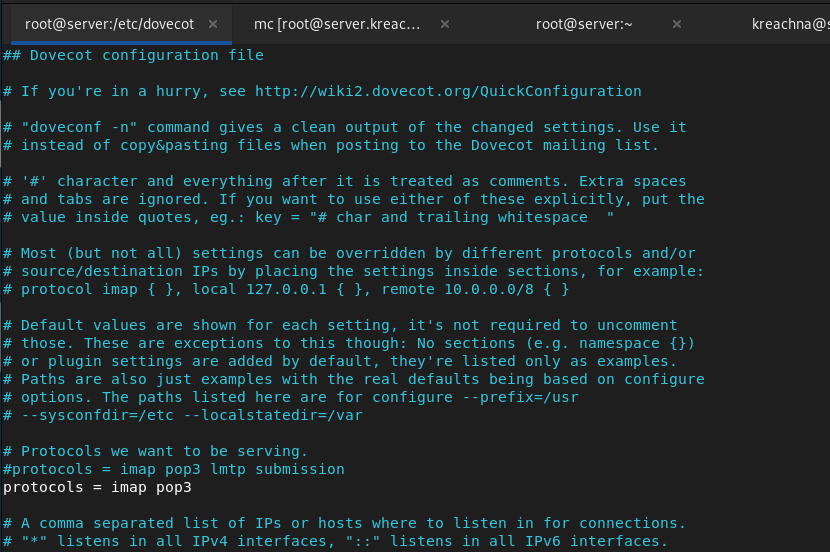 root@server:/etc/dovecot × mc [root@server.kreac... × root@server:~ × kreachna@s
## Dovecot configuration file
# If you're in a hurry, see http://wiki2.dovecot.org/QuickConfiguration
# "doveconf -n" command gives a clean output of the changed settings. Use it
# instead of copy&pasting files when posting to the Dovecot mailing list.
# '#' character and everything after it is treated as comments. Extra spaces
# and tabs are ignored. If you want to use either of these explicitly, put the
# value inside quotes, eg.: key = "# char and trailing whitespace  "
# Most (but not all) settings can be overridden by different protocols and/or
# source/destination IPs by placing the settings inside sections, for example:
# protocol imap { }, local 127.0.0.1 { }, remote 10.0.0.0/8 { }
# Default values are shown for each setting, it's not required to uncomment
# those. These are exceptions to this though: No sections (e.g. namespace {})
# or plugin settings are added by default, they're listed only as examples.
# Paths are also just examples with the real defaults being based on configure
# options. The paths listed here are for configure --prefix=/usr
# --sysconfdir=/etc --localstatedir=/var
# Protocols we want to be serving.
#protocols = imap pop3 lmtp submission
protocols = imap pop3
# A comma separated list of IPs or hosts where to listen in for connections.
# "*" listens in all IPv4 interfaces, "::" listens in all IPv6 interfaces.